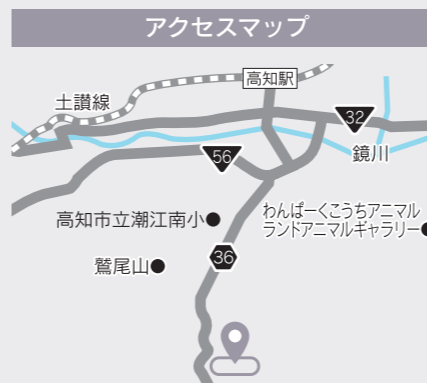 アクセスマップ
高知駅
土讃線
32
鏡川
56
高知市立潮江南小
わんぱーくこうちアニマル
ランドアニマルギャラリー
鷲尾山
36